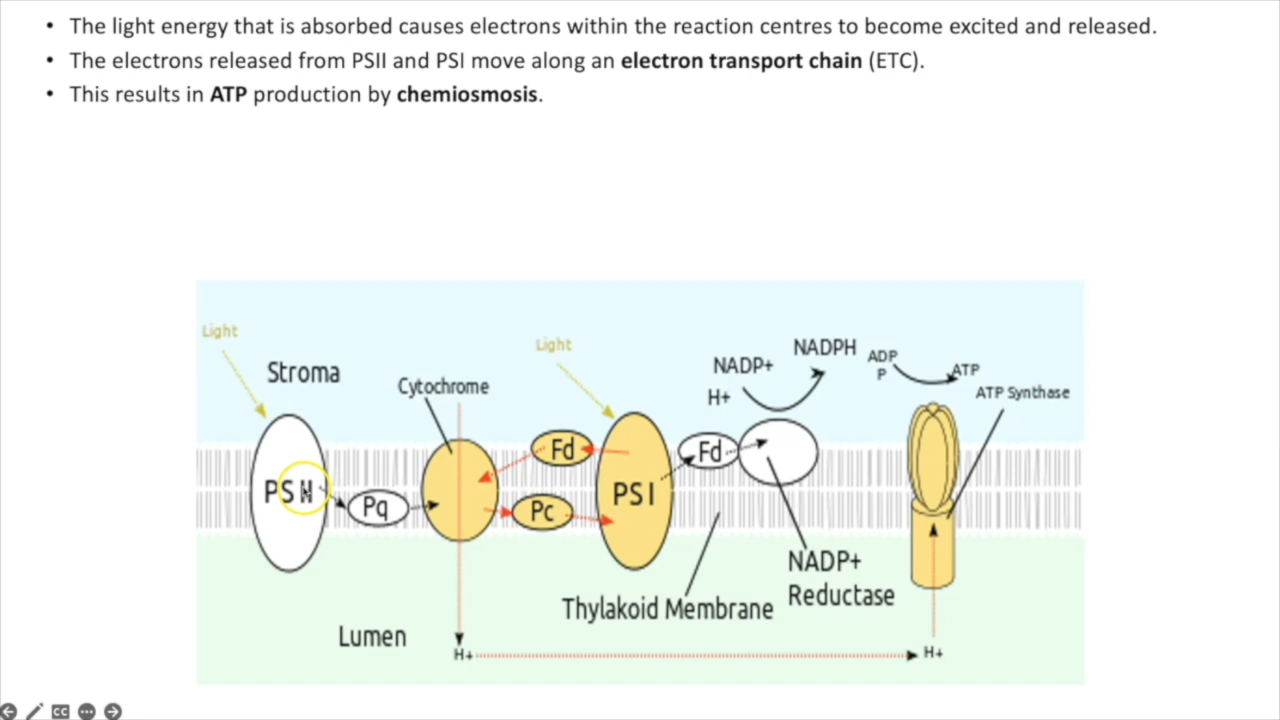 • The light energy that is absorbed causes electrons within the reaction centres to become excited and released.
• The electrons released from PSII and PSI move along an electron transport chain (ETC).
• This results in ATP production by chemiosmosis.
Light
Stroma
Cytochrome
Light
NADP+
H+
NADPH
ADP
P
ATP
ATP Synthase
PS II
Pq
Fd
Pc
PS I
Fd
NADP+
Reductase
Thylakoid Membrane
Lumen
H+
H+
CC